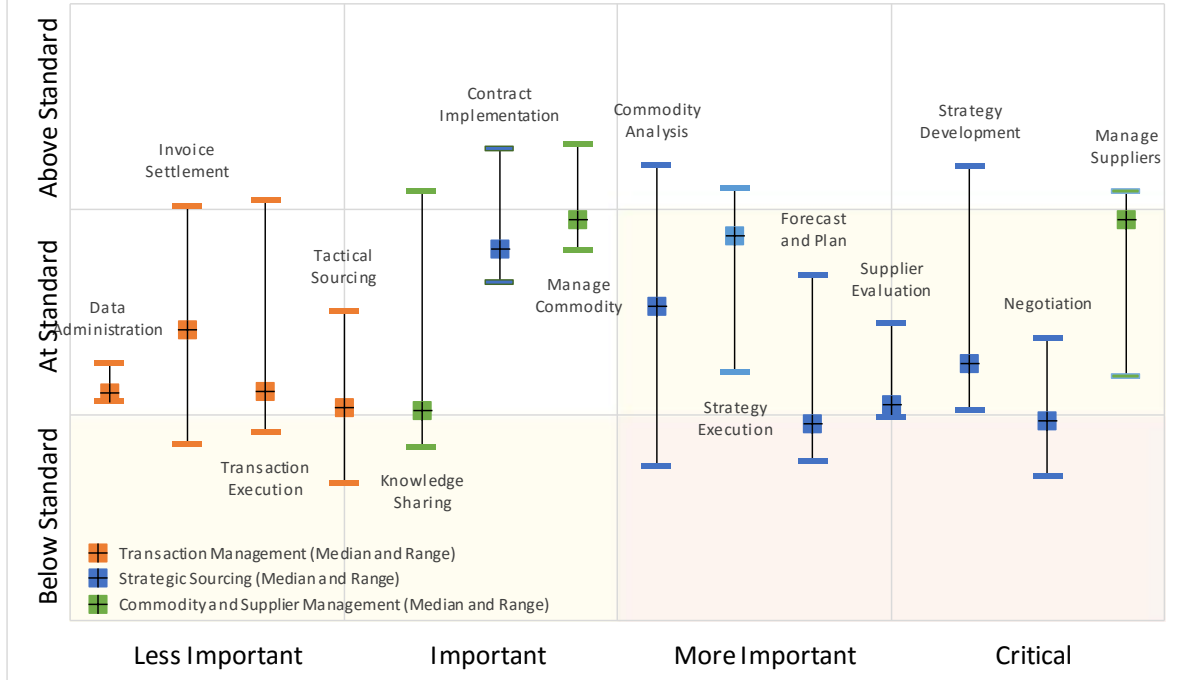 Above Standard
At Standard
Below Standard
Contract
Implementation
Commodity
Analysis
Strategy
Development
Manage
Suppliers
Invoice
Settlement
Forecast
and Plan
Tactical
Sourcing
Supplier
Evaluation
Data
Administration
Manage
Commodity
Negotiation
Strategy
Execution
Transaction
Execution
Knowledge
Sharing
Transaction Management (Median and Range)
Strategic Sourcing (Median and Range)
Commodity and Supplier Management (Median and Range)
Less Important
Important
More Important
Critical